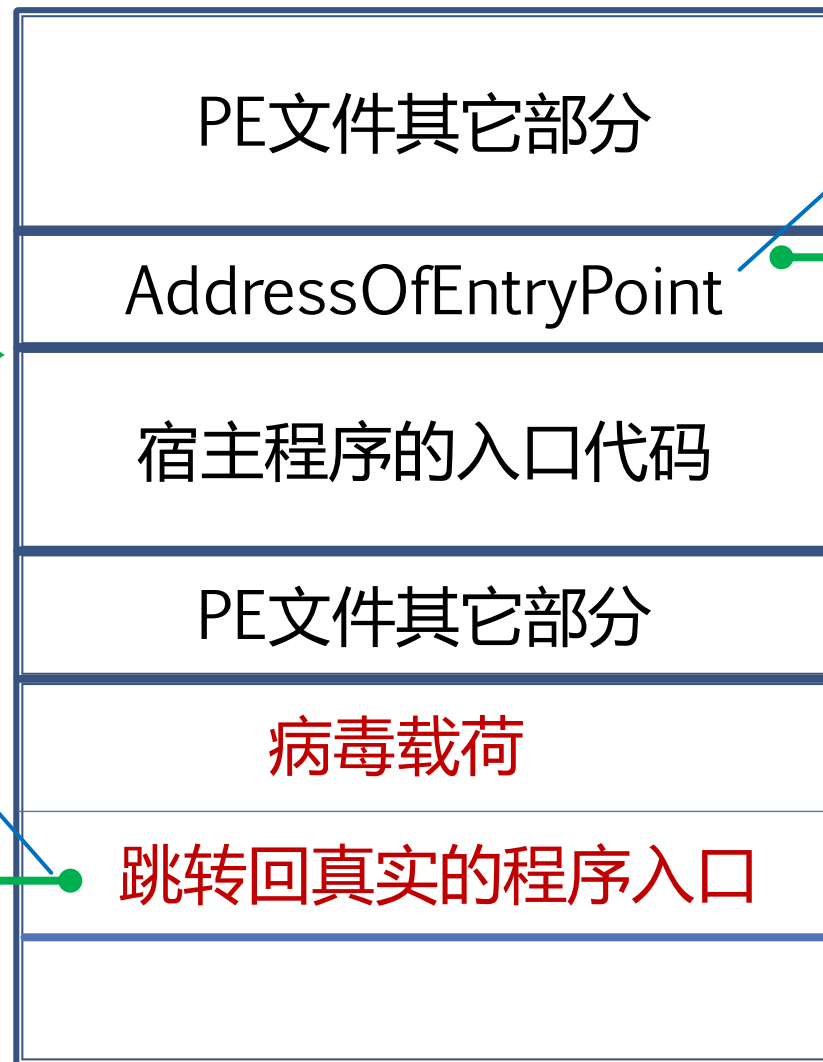 PE文件其它部分
AddressOfEntryPoint
宿主程序的入口代码
PE文件其它部分
病毒载荷
跳转回真实的程序入口